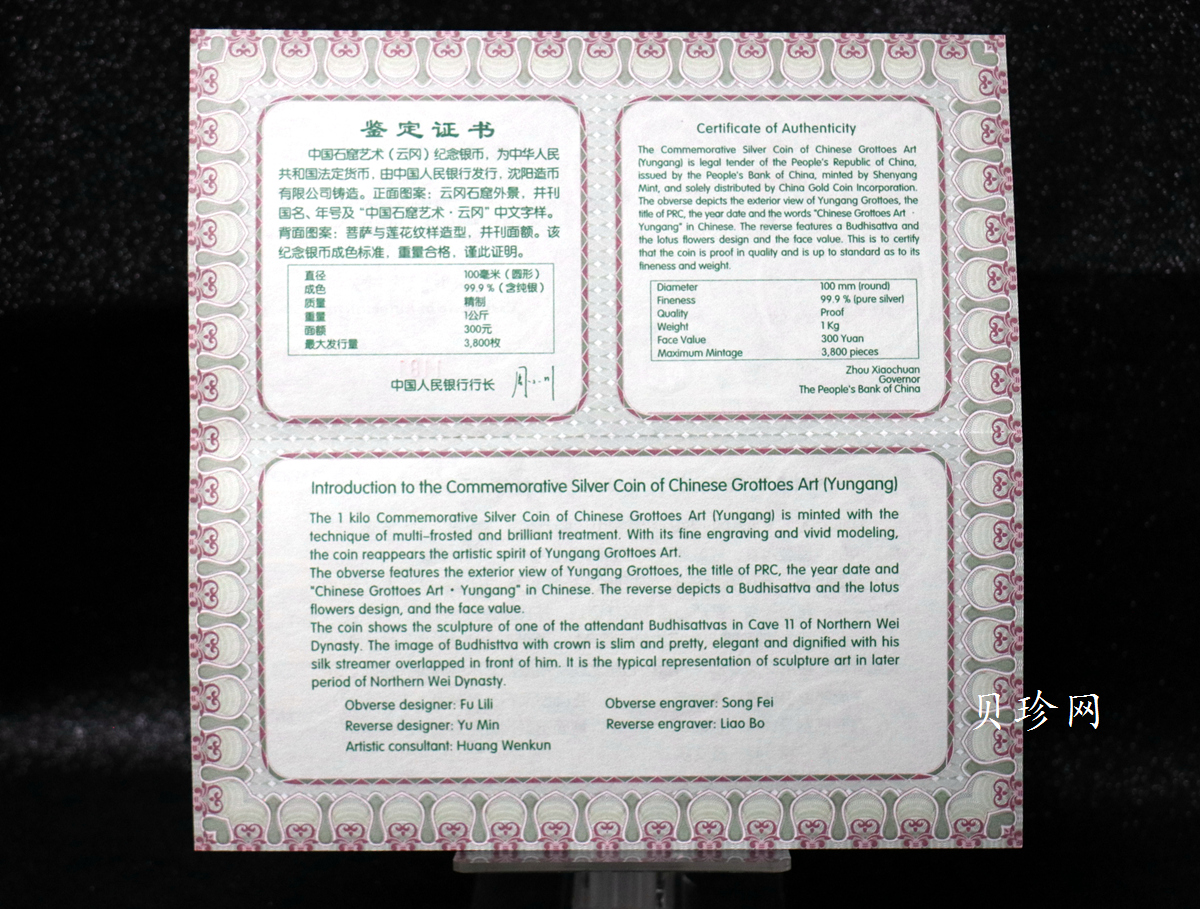 鉴定证书
中国石窟艺术（云冈）纪念银币，为中华人民
共和国法定货币，由中国人民银行发行，沈阳造币
有限公司铸造。正面图案：云冈石窟外景，并刊
国名、年号及“中国石窟艺术·云冈”中文字样。
背面图案：菩萨与莲花纹样造型，并刊面额。该
纪念银币成色标准，重量合格，谨此证明。
直径 100毫米（圆形）
成色 99.9％（含纯银）
质量 精制
重量 1公斤
面额 300元
最大发行量 3,800枚
中国人民银行行长
Certificate of Authenticity
The Commemorative Silver Coin of Chinese Grottoes Art
(Yungang) is legal tender of the People's Republic of China,
issued by the People's Bank of China, minted by Shenyang
Mint, and solely distributed by China Gold Coin Incorporation.
The obverse depicts the exterior view of Yungang Grottoes, the
title of PRC, the year date and the words "Chinese Grottoes Art ·
Yungang" in Chinese. The reverse features a Budhisattva and
the lotus flowers design and the face value. This is to certify
that the coin is proof in quality and is up to standard as to its
fineness and weight.
Diameter 100 mm (round)
Fineness 99.9 % (pure silver)
Quality Proof
Weight 1 Kg
Face Value 300 Yuan
Maximum Mintage 3,800 pieces
Zhou Xiaochuan
Governor
The People's Bank of China
Introduction to the Commemorative Silver Coin of Chinese Grottoes Art (Yungang)
The 1 kilo Commemorative Silver Coin of Chinese Grottoes Art (Yungang) is minted with the
technique of multi-frosted and brilliant treatment. With its fine engraving and vivid modeling,
the coin reappears the artistic spirit of Yungang Grottoes Art.
The obverse features the exterior view of Yungang Grottoes, the title of PRC, the year date and
"Chinese Grottoes Art · Yungang" in Chinese. The reverse depicts a Budhisattva and the lotus
flowers design, and the face value.
The coin shows the sculpture of one of the attendant Budhisattvas in Cave 11 of Northern Wei
Dynasty. The image of Budhisttva with crown is slim and pretty, elegant and dignified with his
silk streamer overlapped in front of him. It is the typical representation of sculpture art in later
period of Northern Wei Dynasty.
Obverse designer: Fu Lili Obverse engraver: Song Fei
Reverse designer: Yu Min Reverse engraver: Liao Bo
Artistic consultant: Huang Wenkun
贝珍网